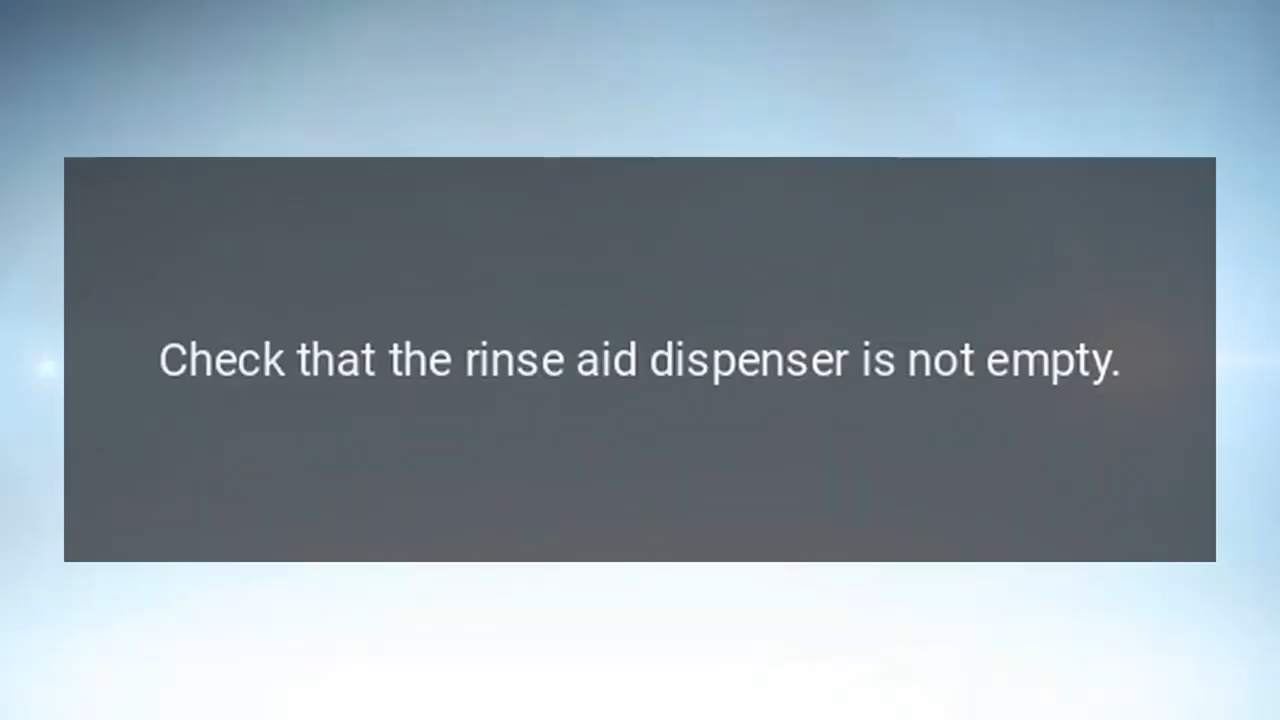 Check that the rinse aid dispenser is not empty.